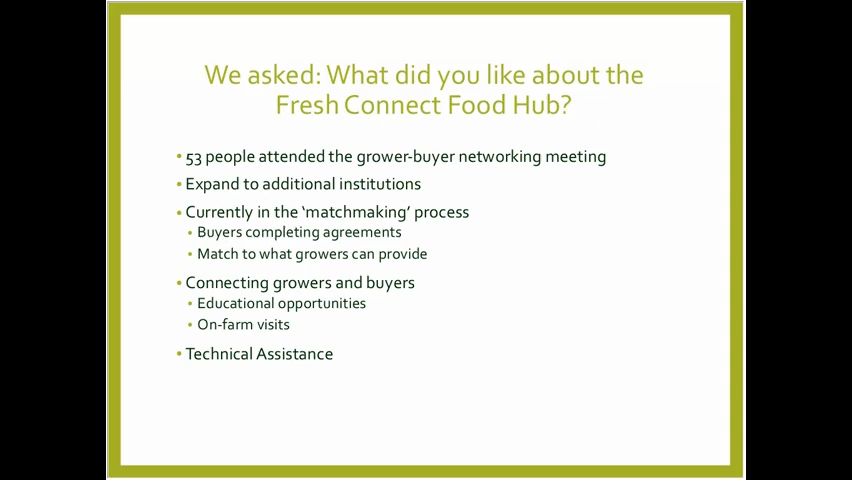 We asked: What did you like about the
Fresh Connect Food Hub?
• 53 people attended the grower-buyer networking meeting
• Expand to additional institutions
• Currently in the ‘matchmaking’ process
• Buyers completing agreements
• Match to what growers can provide
• Connecting growers and buyers
• Educational opportunities
• On-farm visits
• Technical Assistance